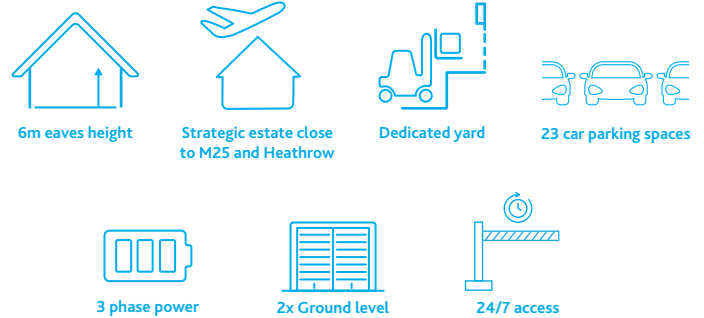 6m eaves height
Strategic estate close
to M25 and Heathrow
Dedicated yard
23 car parking spaces
3 phase power
2x Ground level
24/7 access